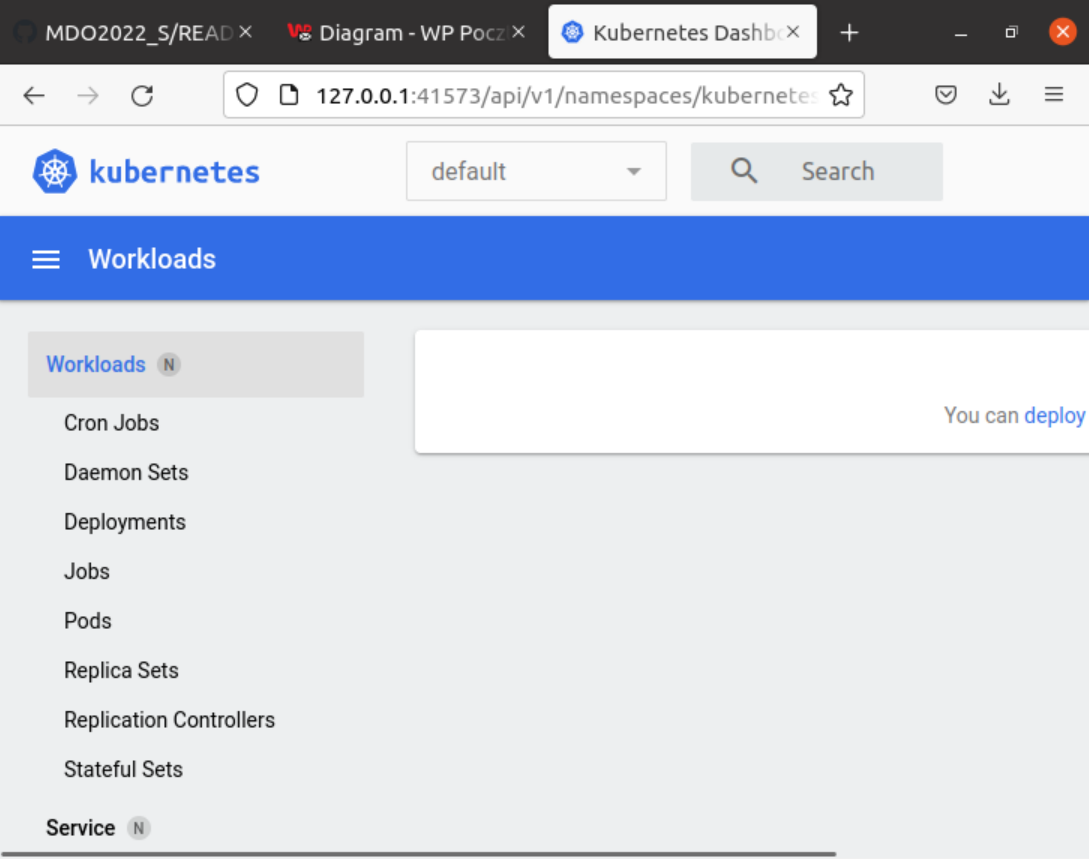 MDO2022_S/READ
Diagram - WP Pocz
Kubernetes Dashbo
127.0.0.1:41573/api/v1/namespaces/kubernetes
kubernetes
default
Search
Workloads
Workloads N
You can deploy
Cron Jobs
Daemon Sets
Deployments
Jobs
Pods
Replica Sets
Replication Controllers
Stateful Sets
Service N